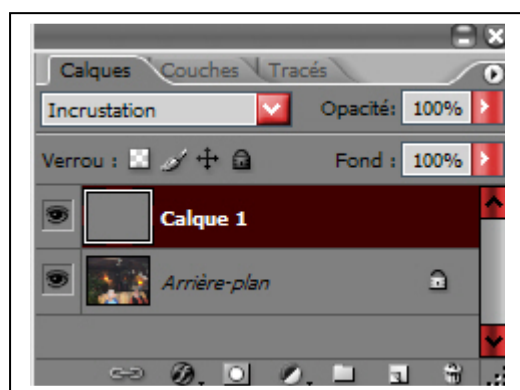 Calques Couches Tracés
Incrustation Opacité: 100%
Verrou : Fond : 100%
Calque 1
Arrière-plan